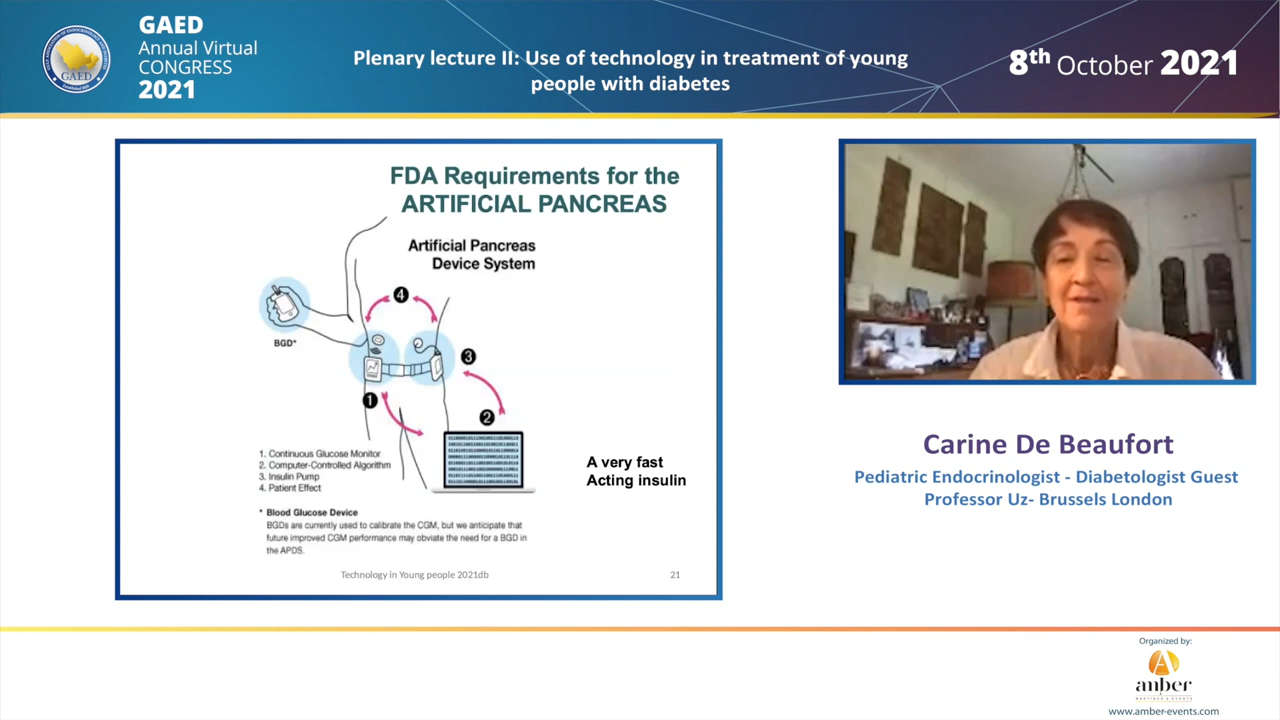 GAED
Annual Virtual
CONGRESS
2021
GAED
Plenary lecture II: Use of technology in treatment of young
people with diabetes
8th October 2021
FDA Requirements for the
ARTIFICIAL PANCREAS
Artificial Pancreas
Device System
4
BGD*
3
1
2
1. Continuous Glucose Monitor
2. Computer-Controlled Algorithm
3. Insulin Pump
4. Patient Effect
A very fast
Acting insulin
* Blood Glucose Device
BGDs are currently used to calibrate the CGM, but we anticipate that
future improved CGM performance may obviate the need for a BGD in
the APDS.
Technology in Young people 2021db
21
Carine De Beaufort
Pediatric Endocrinologist - Diabetologist Guest
Professor Uz- Brussels London
Organized by:
anber
MEETINGS & EVENTS
www.amber-events.com